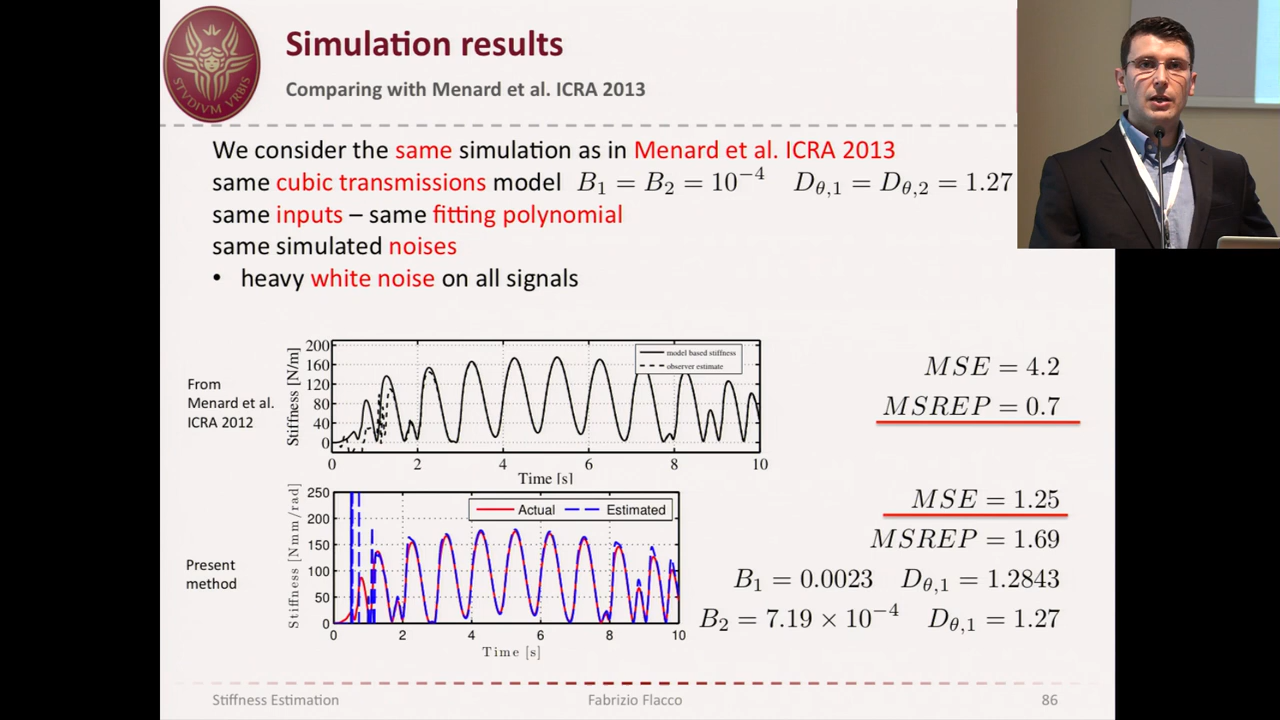 STVDIVM VRBIS
Simulation results
Comparing with Menard et al. ICRA 2013
We consider the same simulation as in Menard et al. ICRA 2013
same cubic transmissions model B₁ = B₂ = 10⁻⁴ D_θ,1 = D_θ,2 = 1.27
same inputs – same fitting polynomial
same simulated noises
• heavy white noise on all signals
From
Menard et al.
ICRA 2012
Stiffness [N/m]
200
160
120
80
40
0
model based stiffness
observer estimate
0 2 4 6 8 10
Time [s]
MSE = 4.2
MSREP = 0.7
Present
method
Stiffness [Nmm/rad]
250
200
150
100
50
0
Actual Estimated
0 2 4 6 8 10
Time [s]
MSE = 1.25
MSREP = 1.69
B₁ = 0.0023 D_θ,1 = 1.2843
B₂ = 7.19 × 10⁻⁴ D_θ,1 = 1.27
Stiffness Estimation Fabrizio Flacco 86